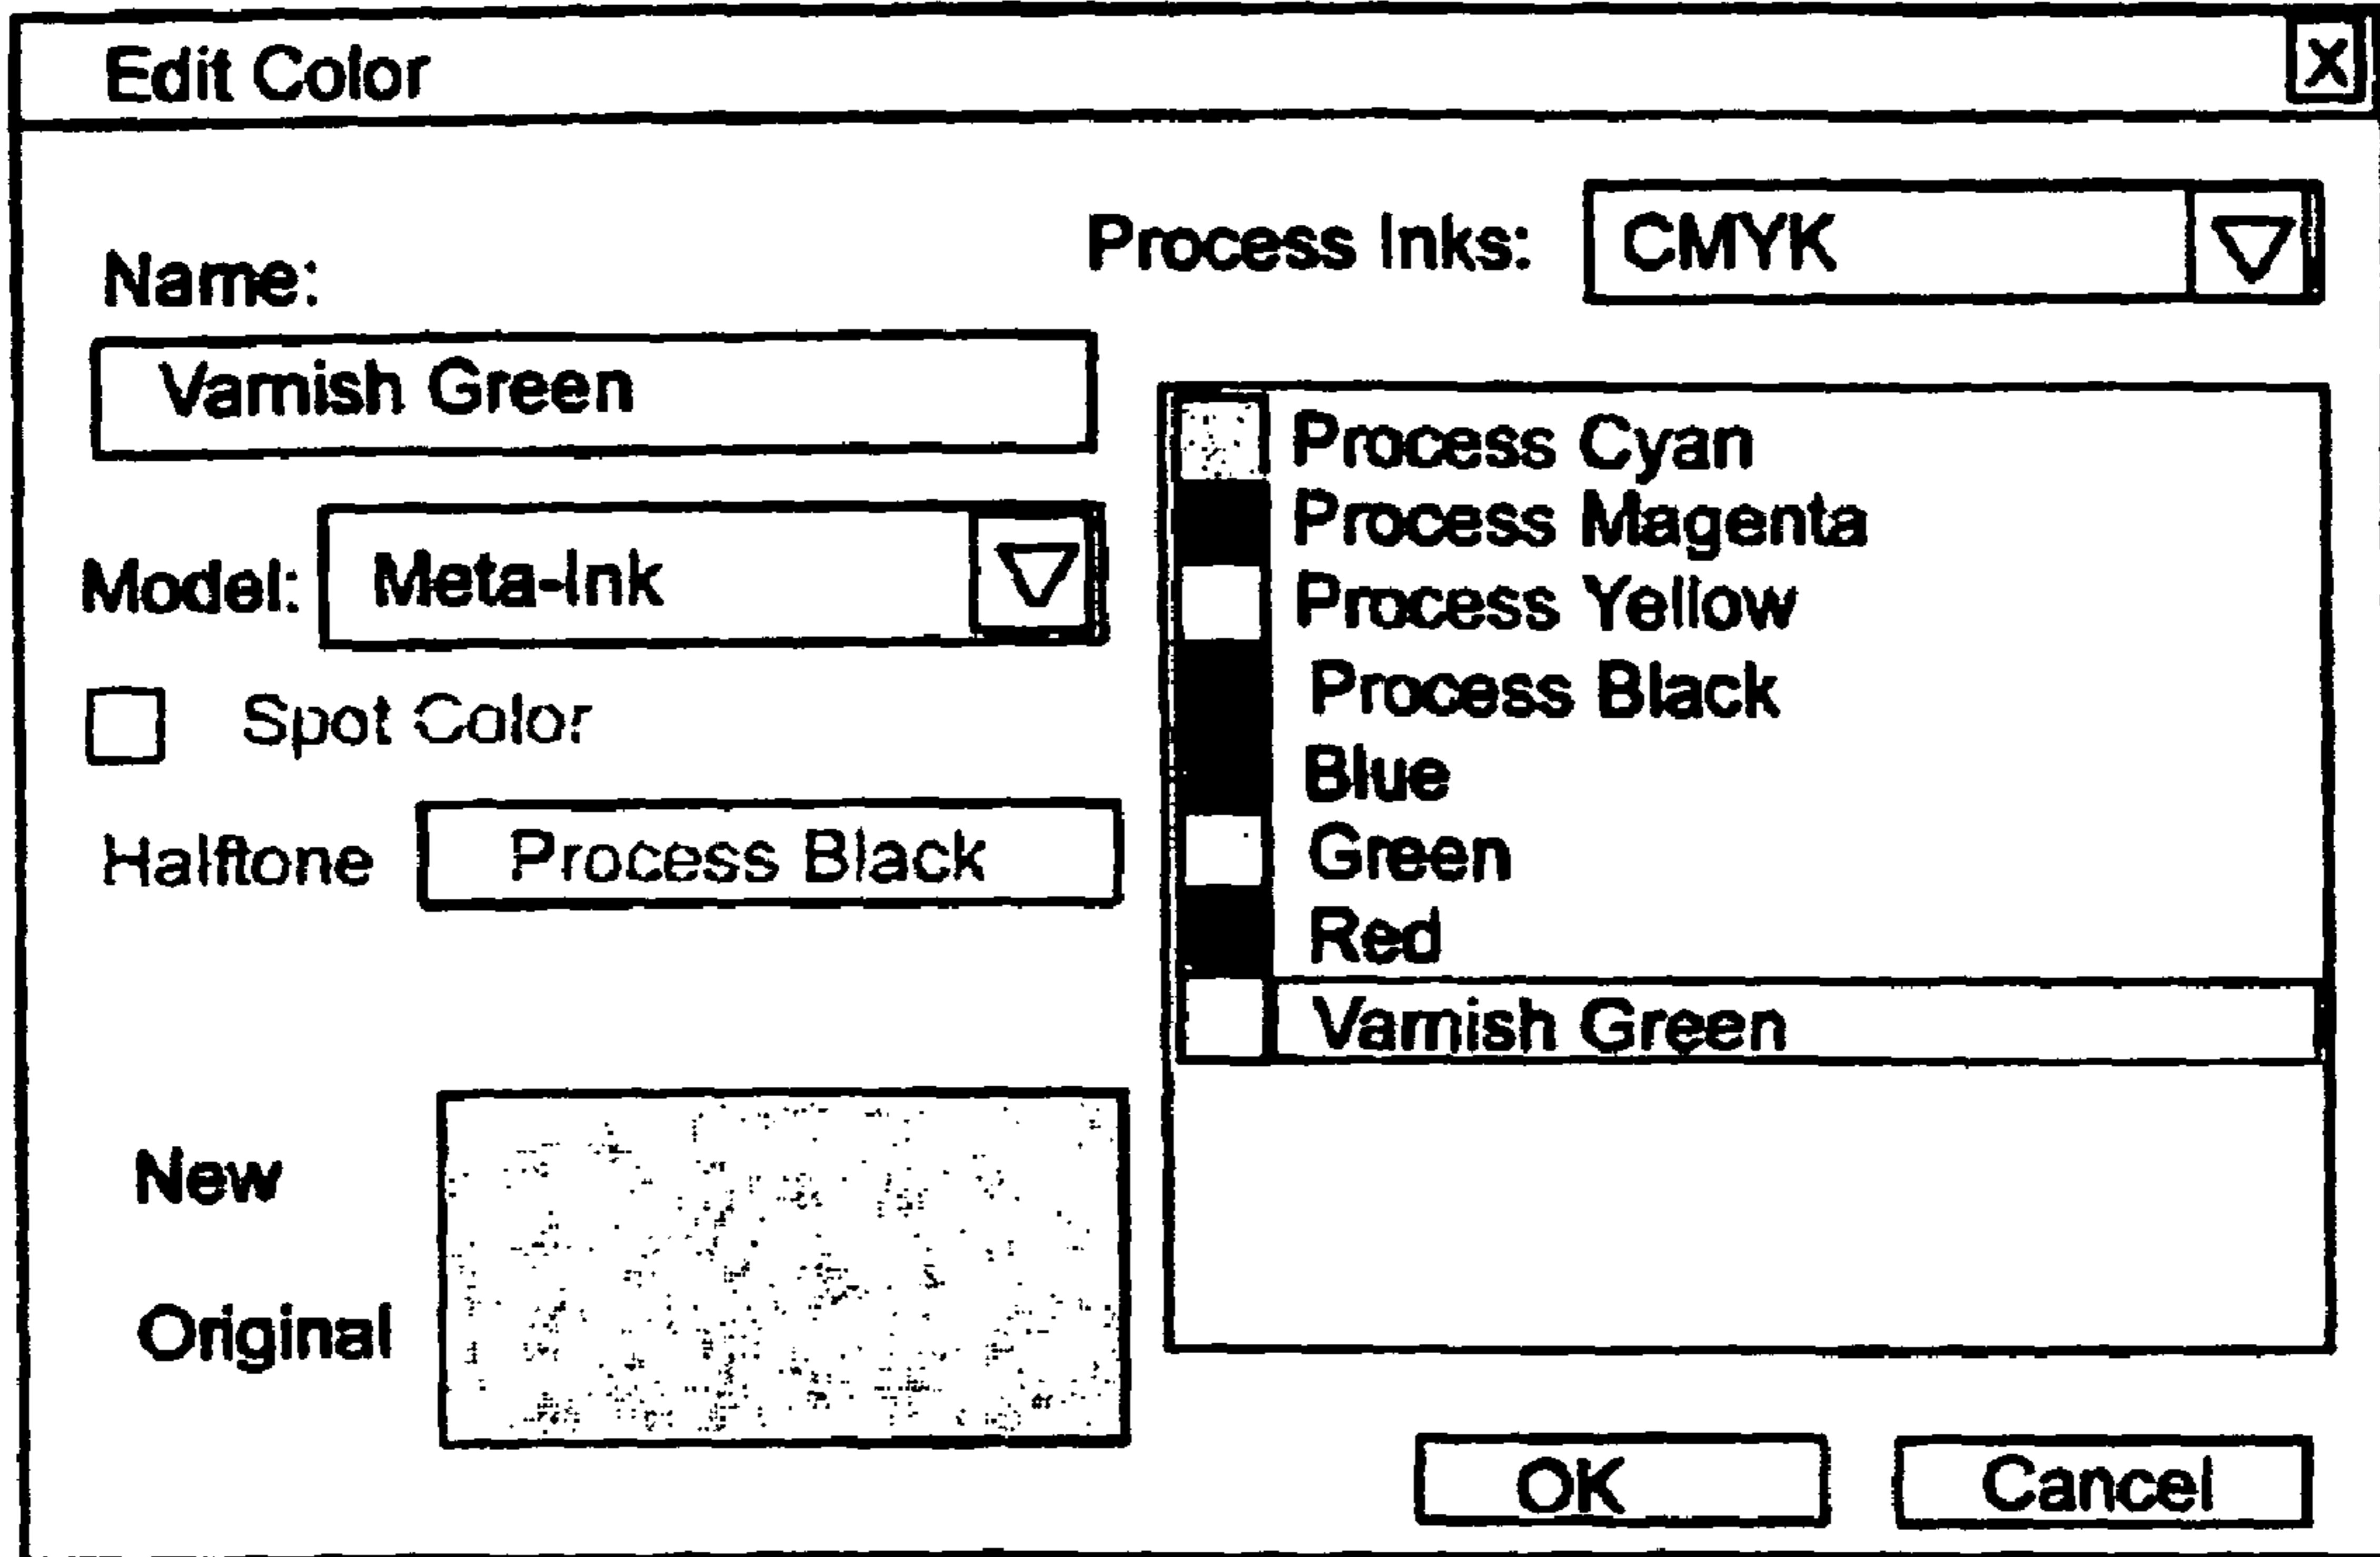 Edit Color X
Process Inks: CMYK
Name:
Varnish Green
Model: Meta-Ink
Spot Color
Halftone Process Black
New
Original
Process Cyan
Process Magenta
Process Yellow
Process Black
Blue
Green
Red
Varnish Green
OK Cancel